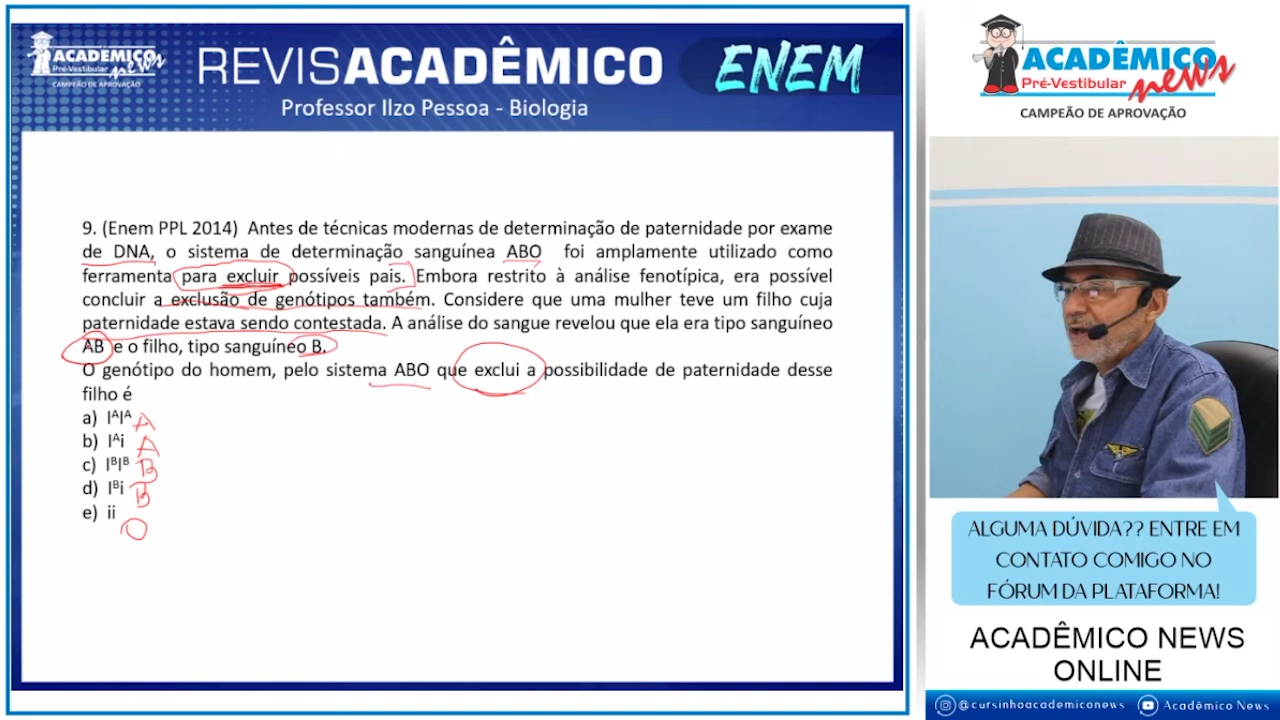 ACADÊMICO
Pré-Vestibular news
CAMPEÃO DE APROVAÇÃO
REVISACADÊMICO
ENEM
Professor Ilzo Pessoa - Biologia
9. (Enem PPL 2014) Antes de técnicas modernas de determinação de paternidade por exame
de DNA, o sistema de determinação sanguínea ABO foi amplamente utilizado como
ferramenta para excluir possíveis pais. Embora restrito à análise fenotípica, era possível
concluir a exclusão de genótipos também. Considere que uma mulher teve um filho cuja
paternidade estava sendo contestada. A análise do sangue revelou que ela era tipo sanguíneo
AB e o filho, tipo sanguíneo B.
O genótipo do homem, pelo sistema ABO que exclui a possibilidade de paternidade desse
filho é
a) IᴬIᴬ A
b) Iᴬi A
c) IᴮIᴮ B
d) Iᴮi B
e) ii O
ACADÊMICO
Pré-Vestibular news
CAMPEÃO DE APROVAÇÃO
ALGUMA DÚVIDA?? ENTRE EM
CONTATO COMIGO NO
FÓRUM DA PLATAFORMA!
ACADÊMICO NEWS
ONLINE
@cursinhoacademiconews Acadêmico News